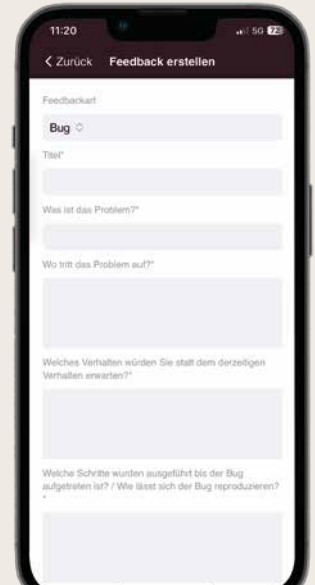 11:20
5G 72
Zurück Feedback erstellen
Feedbackart
Bug
Titel*
Was ist das Problem?*
Wo tritt das Problem auf?*
Welches Verhalten würden Sie statt dem derzeitigen
Verhalten erwarten?*
Welche Schritte wurden ausgeführt bis der Bug
aufgetreten ist? / Wie lässt sich der Bug reproduzieren?
*